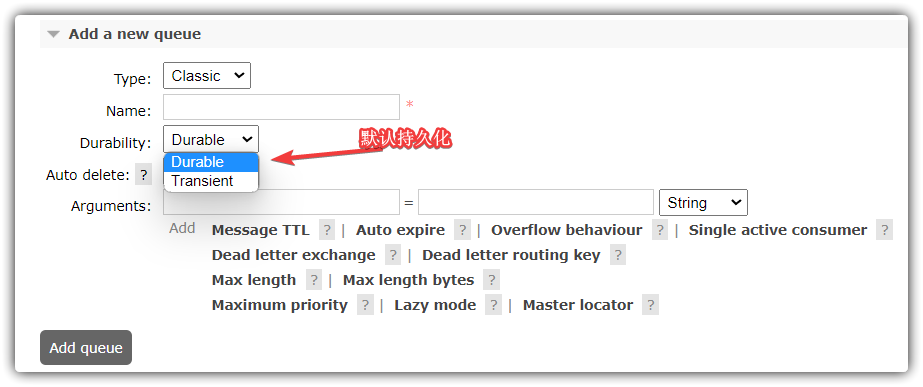 Add a new queue
Type: Classic
Name: *
Durability: Durable 默认持久化
Durable
Auto delete: ?
Transient
Arguments: = String
Add Message TTL ? | Auto expire ? | Overflow behaviour ? | Single active consumer ?
Dead letter exchange ? | Dead letter routing key ?
Max length ? | Max length bytes ?
Maximum priority ? | Lazy mode ? | Master locator ?
Add queue